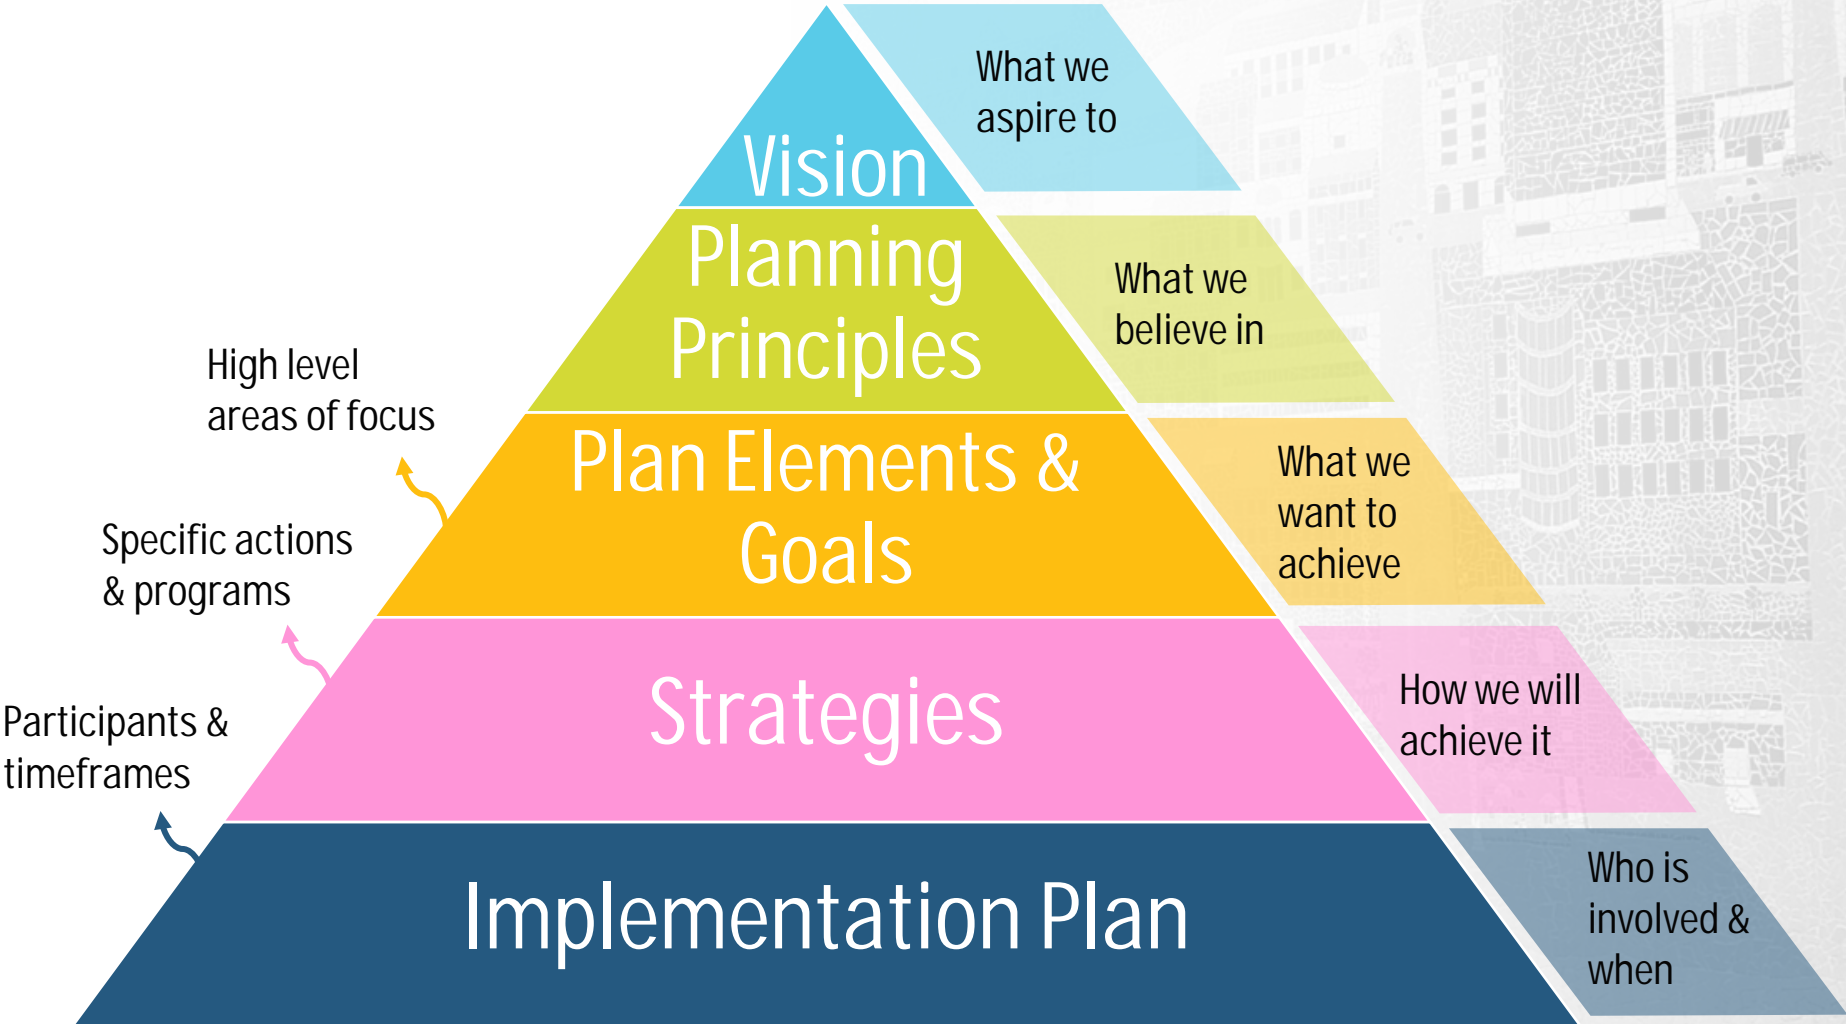 What we
aspire to
Vision
Planning
Principles
What we
believe in
High level
areas of focus
Plan Elements &
Goals
What we
want to
achieve
Specific actions
& programs
Strategies
How we will
achieve it
Participants &
timeframes
Implementation Plan
Who is
involved &
when